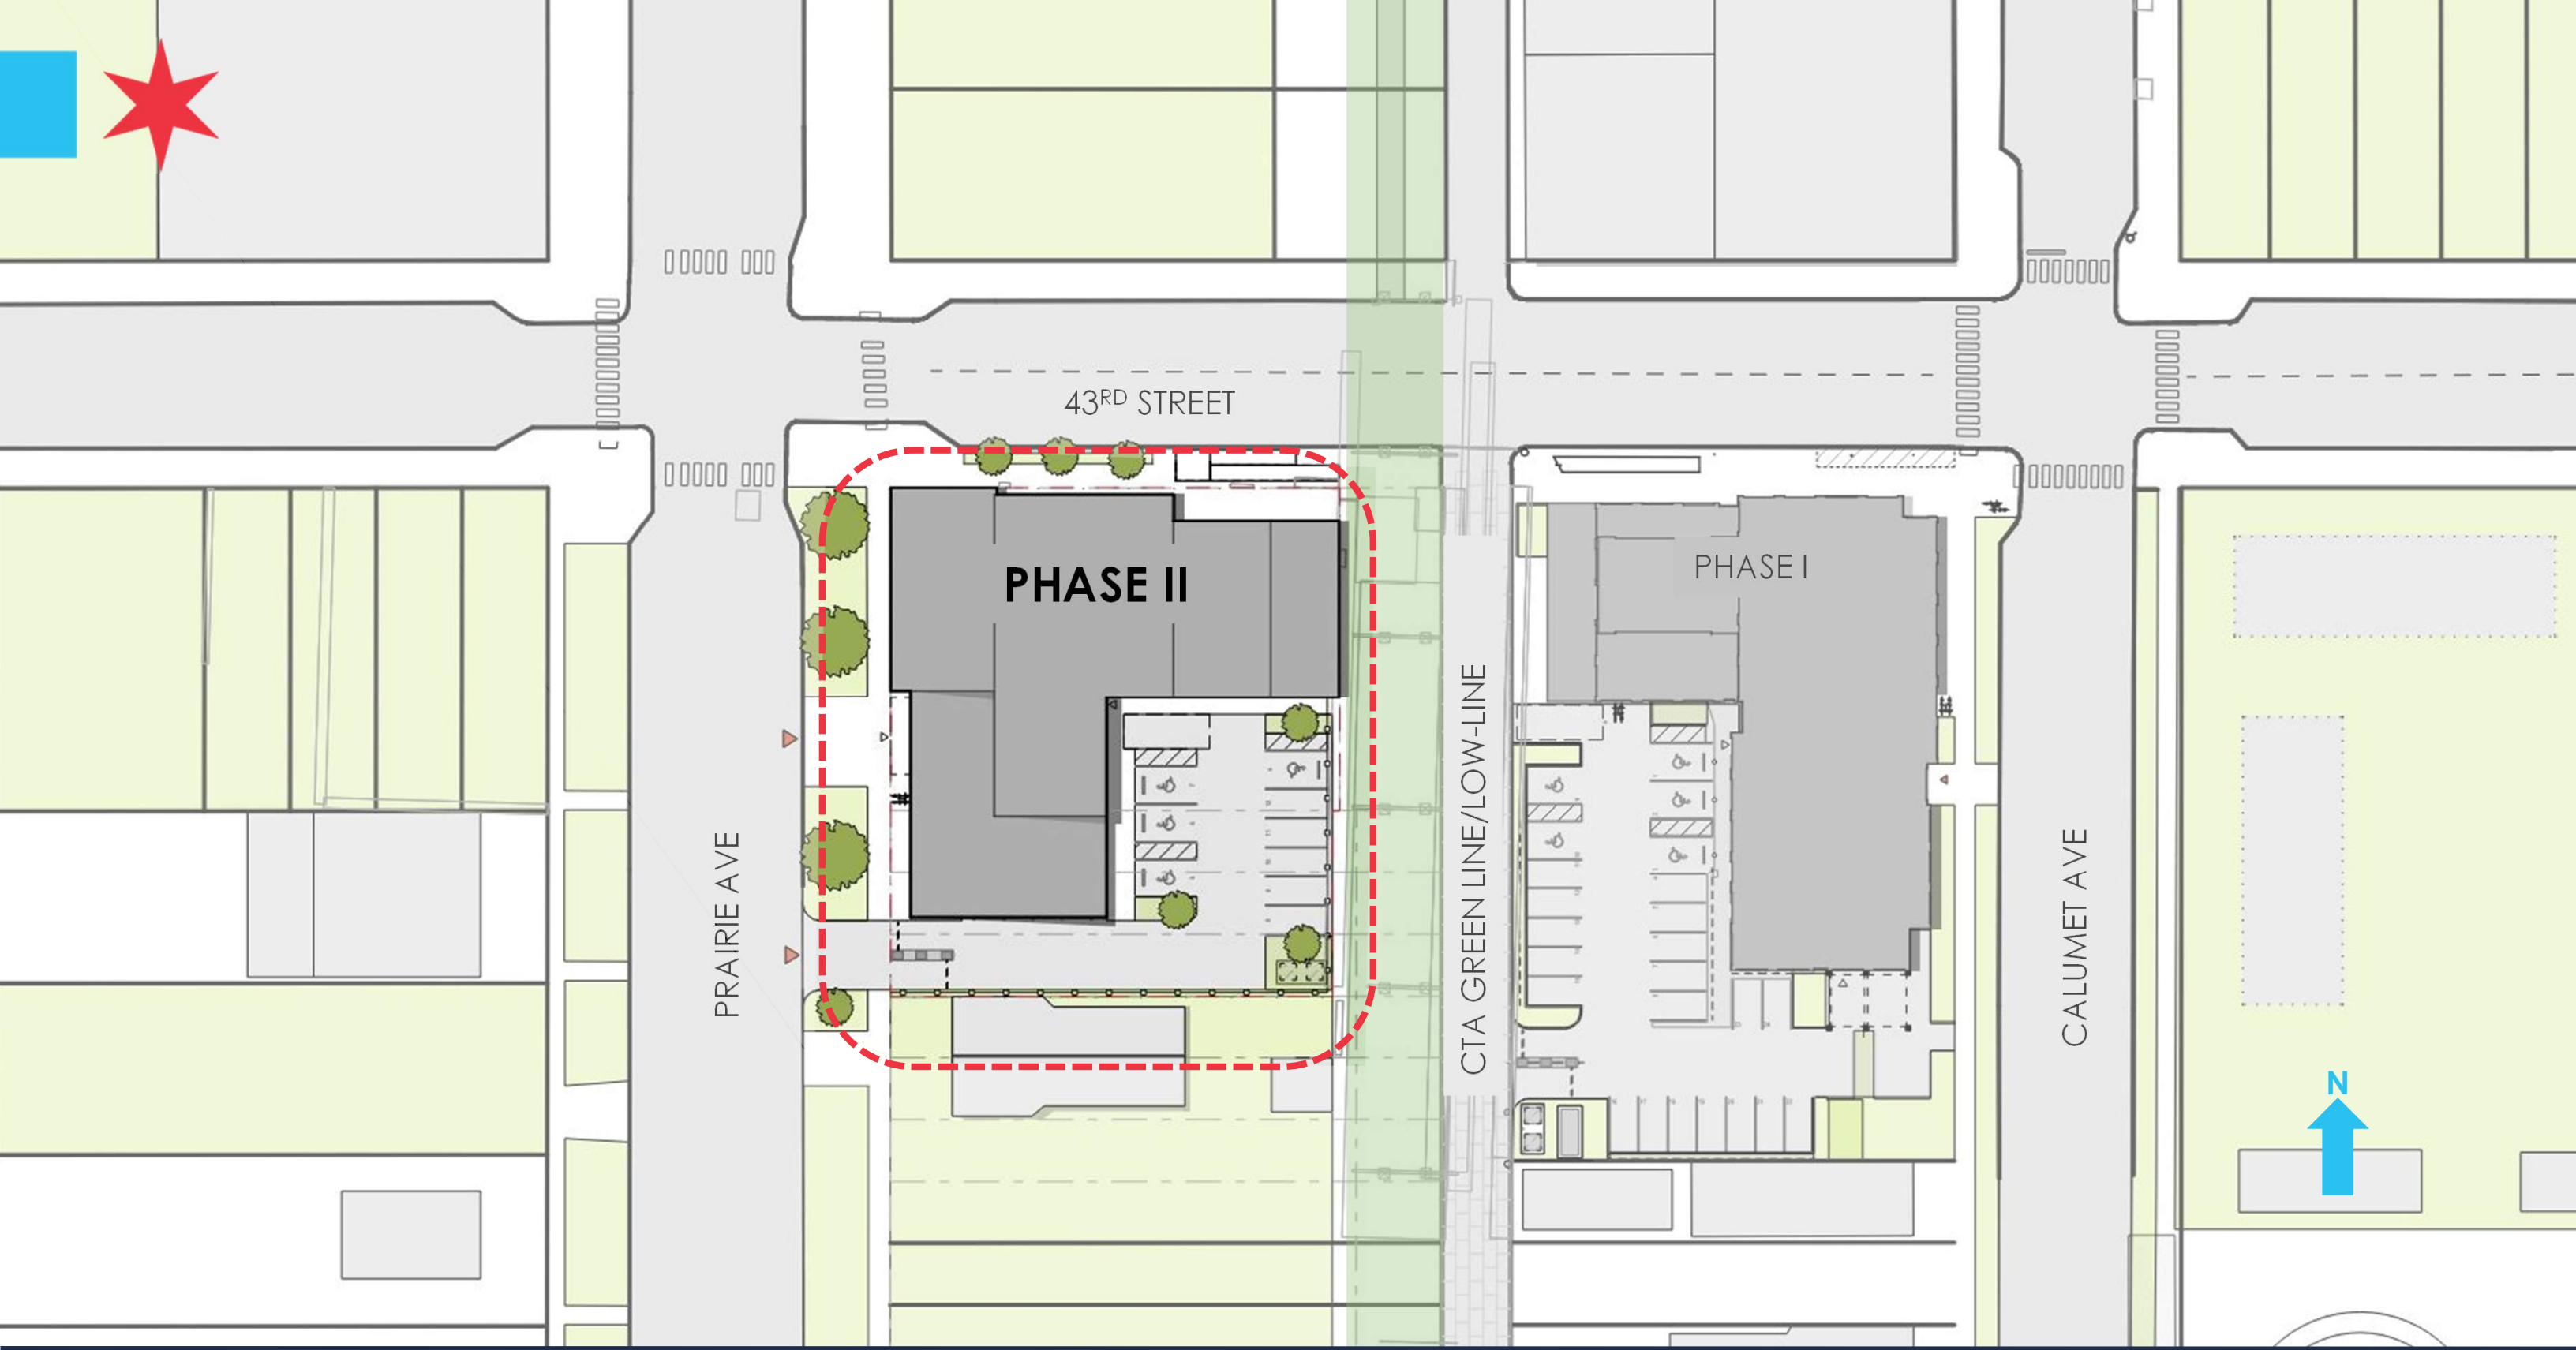 43RD STREET
PHASE II
PHASE I
PRAIRIE AVE
CTA GREEN LINE/LOW-LINE
CALUMET AVE
N